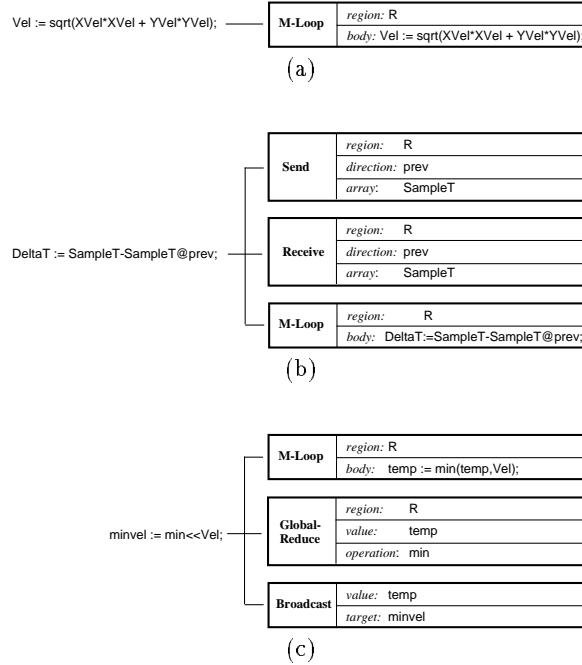 Vel := sqrt(XVel*XVel + YVel*YVel);
M-Loop
region: R
body: Vel := sqrt(XVel*XVel + YVel*YVel);
(a)
DeltaT := SampleT-SampleT@prev;
Send
region: R
direction: prev
array: SampleT
Receive
region: R
direction: prev
array: SampleT
M-Loop
region: R
body: DeltaT:=SampleT-SampleT@prev;
(b)
minvel := min<<Vel;
M-Loop
region: R
body: temp := min(temp,Vel);
Global-
Reduce
region: R
value: temp
operation: min
Broadcast
value: temp
target: minvel
(c)